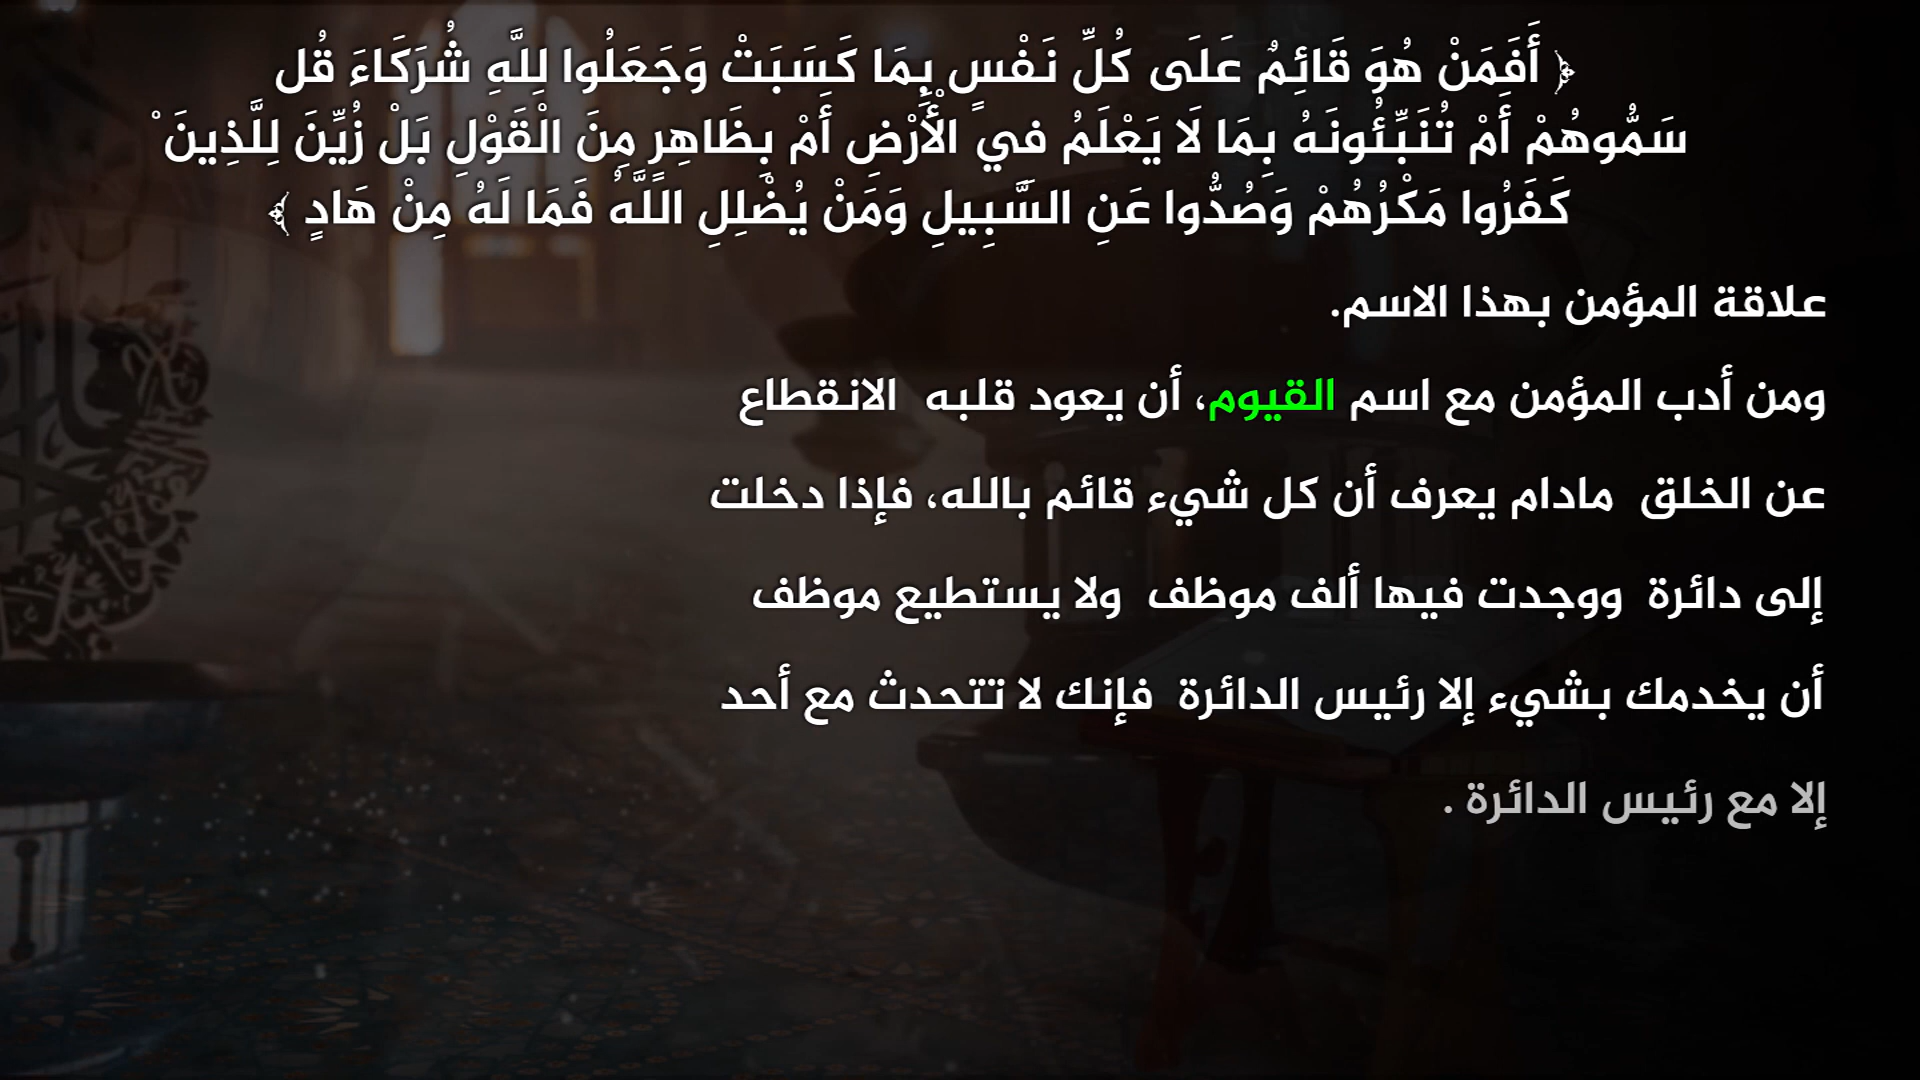 ﴿ أَفَمَنْ هُوَ قَائِمٌ عَلَى كُلِّ نَفْسٍ بِمَا كَسَبَتْ وَجَعَلُوا لِلَّهِ شُرَكَاءَ قُل
سَمُّوهُمْ أَمْ تُنَبِّئُونَهُ بِمَا لَا يَعْلَمُ في الْأَرْضِ أَمْ بِظَاهِرٍ مِنَ الْقَوْلِ بَلْ زُيِّنَ لِلَّذِينَ ْ
كَفَرُوا مَكْرُهُمْ وَصُدُّوا عَنِ السَّبِيلِ وَمَنْ يُضْلِلِ اللَّهُ فَمَا لَهُ مِنْ هَادٍ ﴾
علاقة المؤمن بهذا الاسم.
ومن أدب المؤمن مع اسم القيوم، أن يعود قلبه الانقطاع
عن الخلق مادام يعرف أن كل شيء قائم بالله، فإذا دخلت
إلى دائرة ووجدت فيها ألف موظف ولا يستطيع موظف
أن يخدمك بشيء إلا رئيس الدائرة فإنك لا تتحدث مع أحد
إلا مع رئيس الدائرة .